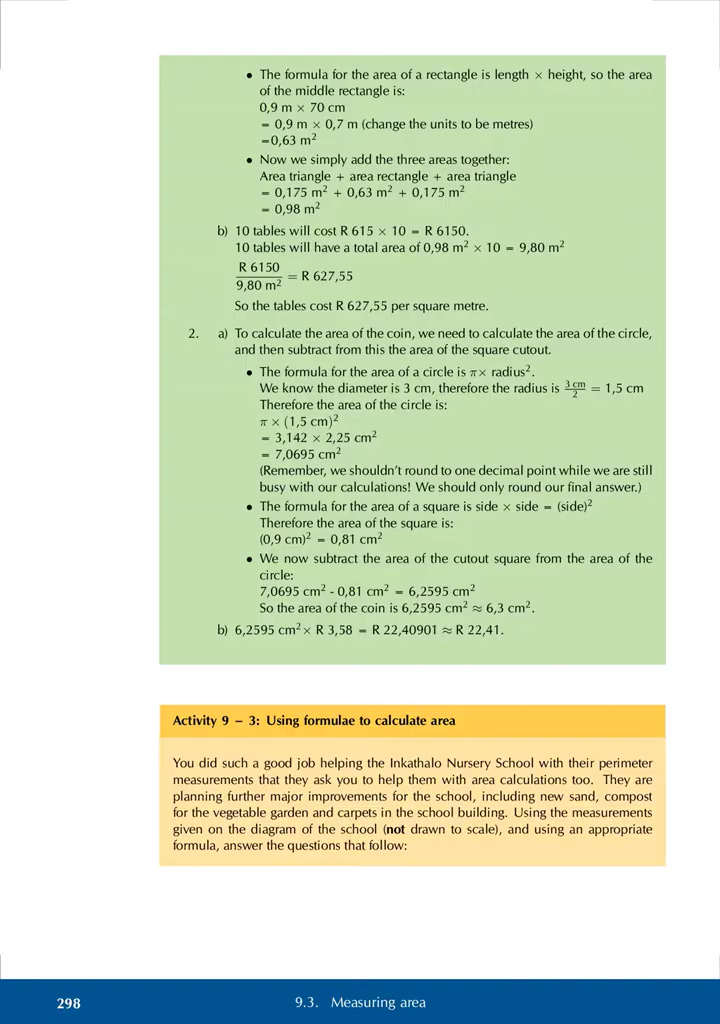 • The formula for the area of a rectangle is length × height, so the area
of the middle rectangle is:
0,9 m × 70 cm
= 0,9 m × 0,7 m (change the units to be metres)
=0,63 m²
• Now we simply add the three areas together:
Area triangle + area rectangle + area triangle
= 0,175 m² + 0,63 m² + 0,175 m²
= 0,98 m²
b) 10 tables will cost R 615 × 10 = R 6150.
10 tables will have a total area of 0,98 m² × 10 = 9,80 m²
R 6150
9,80 m² = R 627,55
So the tables cost R 627,55 per square metre.
2. a) To calculate the area of the coin, we need to calculate the area of the circle,
and then subtract from this the area of the square cutout.
• The formula for the area of a circle is π× radius².
We know the diameter is 3 cm, therefore the radius is 3 cm/2 = 1,5 cm
Therefore the area of the circle is:
π × (1,5 cm)²
= 3,142 × 2,25 cm²
= 7,0695 cm²
(Remember, we shouldn't round to one decimal point while we are still
busy with our calculations! We should only round our final answer.)
• The formula for the area of a square is side × side = (side)²
Therefore the area of the square is:
(0,9 cm)² = 0,81 cm²
• We now subtract the area of the cutout square from the area of the
circle:
7,0695 cm² - 0,81 cm² = 6,2595 cm²
So the area of the coin is 6,2595 cm² ≈ 6,3 cm².
b) 6,2595 cm²× R 3,58 = R 22,40901 ≈ R 22,41.
Activity 9 – 3: Using formulae to calculate area
You did such a good job helping the Inkathalo Nursery School with their perimeter
measurements that they ask you to help them with area calculations too. They are
planning further major improvements for the school, including new sand, compost
for the vegetable garden and carpets in the school building. Using the measurements
given on the diagram of the school (not drawn to scale), and using an appropriate
formula, answer the questions that follow:
298 9.3. Measuring area